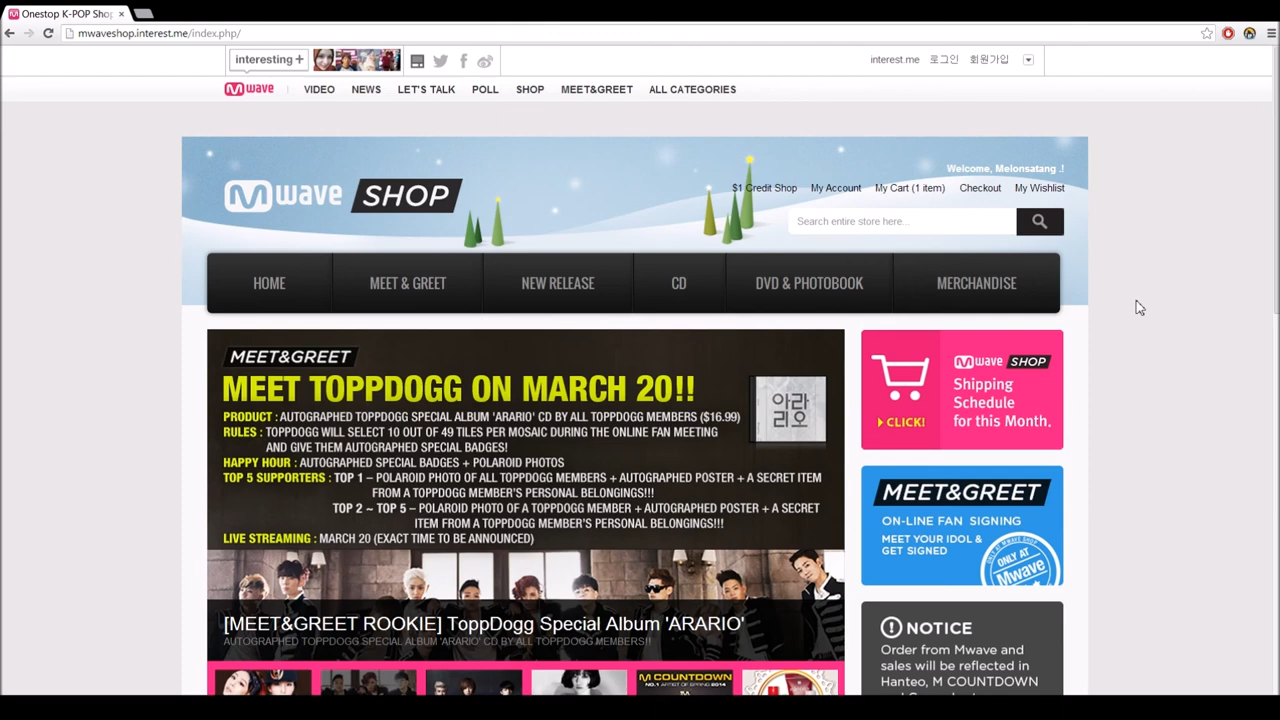 Onestop K-POP Shop
mwaveshop.interest.me/index.php/
interesting +
interest.me 로그인 회원가입
Mwave VIDEO NEWS LET'S TALK POLL SHOP MEET&GREET ALL CATEGORIES
Welcome, Melonsatang .!
Mwave SHOP
$1 Credit Shop My Account My Cart (1 item) Checkout My Wishlist
Search entire store here...
HOME MEET & GREET NEW RELEASE CD DVD & PHOTOBOOK MERCHANDISE
MEET&GREET
MEET TOPPDOGG ON MARCH 20!!
PRODUCT : AUTOGRAPHED TOPPDOGG SPECIAL ALBUM 'ARARIO' CD BY ALL TOPPDOGG MEMBERS ($16.99)
RULES : TOPPDOGG WILL SELECT 10 OUT OF 49 TILES PER MOSAIC DURING THE ONLINE FAN MEETING
AND GIVE THEM AUTOGRAPHED SPECIAL BADGES!
HAPPY HOUR : AUTOGRAPHED SPECIAL BADGES + POLAROID PHOTOS
TOP 5 SUPPORTERS : TOP 1 – POLAROID PHOTO OF ALL TOPPDOGG MEMBERS + AUTOGRAPHED POSTER + A SECRET ITEM
FROM A TOPPDOGG MEMBER'S PERSONAL BELONGINGS!!!
TOP 2 ~ TOP 5 – POLAROID PHOTO OF A TOPPDOGG MEMBER + AUTOGRAPHED POSTER + A SECRET
ITEM FROM A TOPPDOGG MEMBER'S PERSONAL BELONGINGS!!!
LIVE STREAMING : MARCH 20 (EXACT TIME TO BE ANNOUNCED)
아라
리오
[MEET&GREET ROOKIE] ToppDogg Special Album 'ARARIO'
AUTOGRAPHED TOPPDOGG SPECIAL ALBUM 'ARARIO' CD BY ALL TOPPDOGG MEMBERS!!
M COUNTDOWN
NO.1 ARTIST OF SPRING 2014
Mwave SHOP
Shipping
Schedule
for this Month.
CLICK!
MEET&GREET
ON-LINE FAN SIGNING
MEET YOUR IDOL &
GET SIGNED
ONLY AT
Mwave
NOTICE
Order from Mwave and
sales will be reflected in
Hanteo, M COUNTDOWN